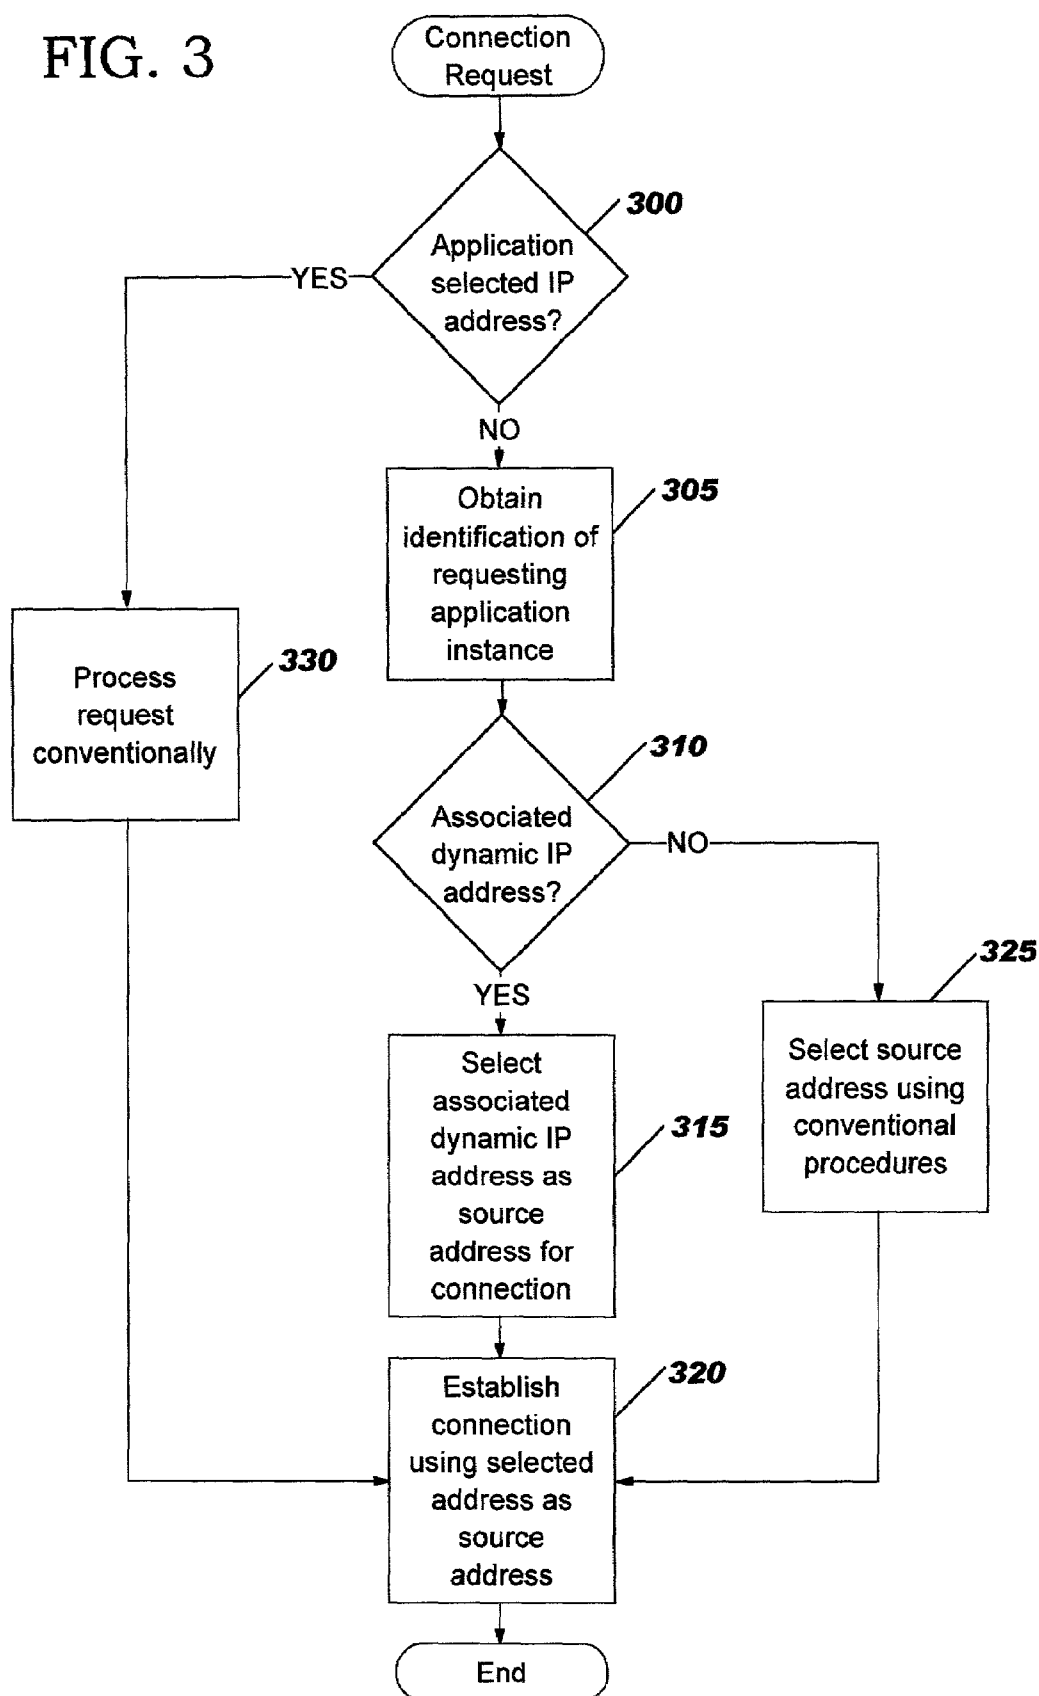 FIG. 3
Connection
Request
300
Application
selected IP
address?
YES
NO
305
Obtain
identification of
requesting
application
instance
330
Process
request
conventionally
310
Associated
dynamic IP
address?
NO
YES
325
Select source
address using
conventional
procedures
315
Select
associated
dynamic IP
address as
source
address for
connection
320
Establish
connection
using selected
address as
source
address
End